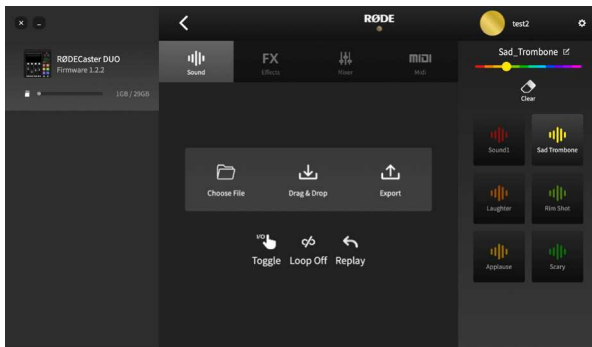 RØDE
test2
RØDECaster DUO
Firmware 1.2.2
1GB / 29GB
Sound
FX
Effects
Mixer
MIDI
Midi
Sad_Trombone
Clear
Sound1
Sad Trombone
Laughter
Rim Shot
Applause
Scary
Choose File
Drag & Drop
Export
I/O
Toggle
Loop Off
Replay